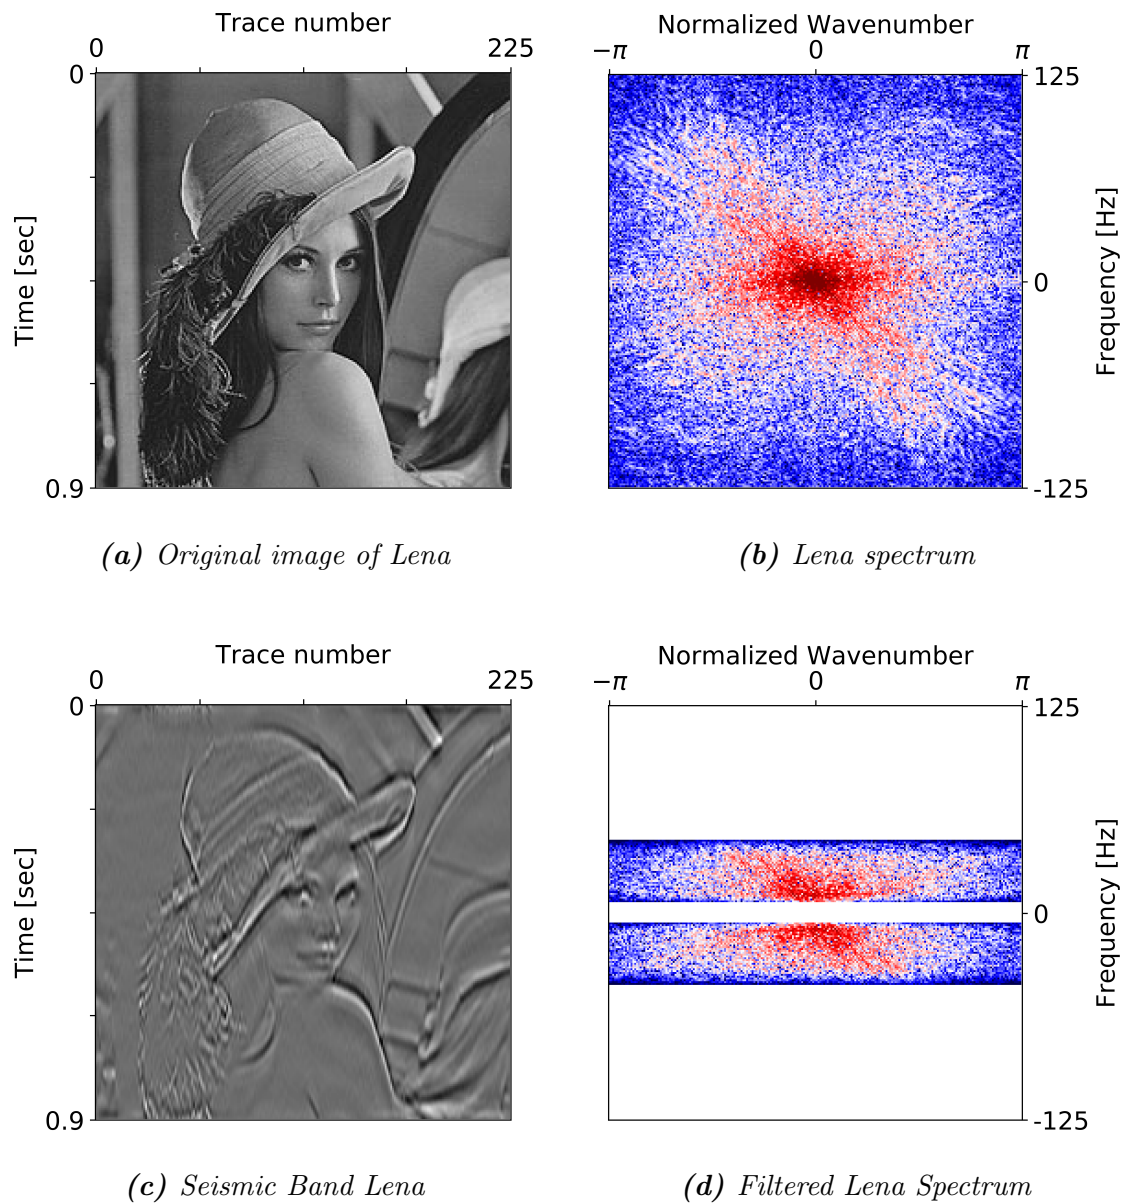 Trace number
0 225
Time [sec]
0
0.9
(a) Original image of Lena
Normalized Wavenumber
−π 0 π
125
0
-125
Frequency [Hz]
(b) Lena spectrum
Trace number
0 225
Time [sec]
0
0.9
(c) Seismic Band Lena
Normalized Wavenumber
−π 0 π
125
0
-125
Frequency [Hz]
(d) Filtered Lena Spectrum